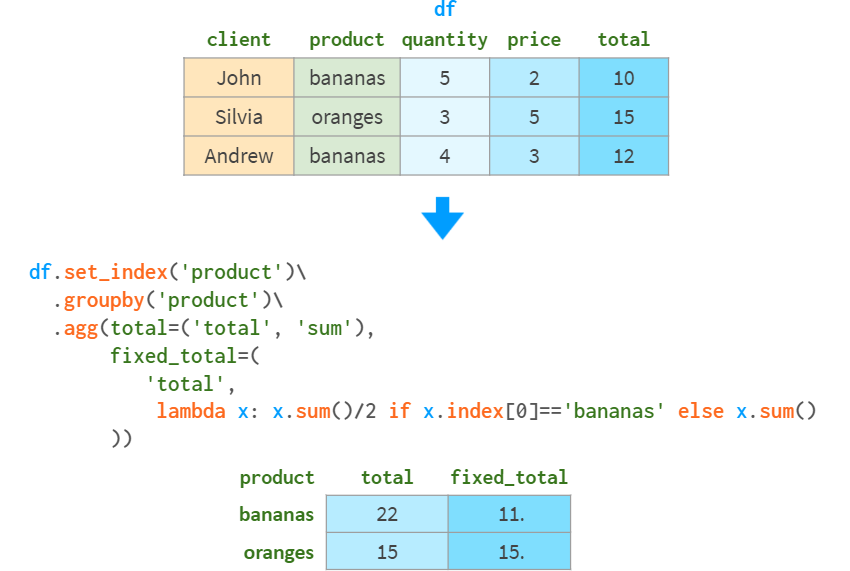 df
client product quantity price total
John bananas 5 2 10
Silvia oranges 3 5 15
Andrew bananas 4 3 12
df.set_index('product')\
.groupby('product')\
.agg(total=('total', 'sum'),
fixed_total=(
'total',
lambda x: x.sum()/2 if x.index[0]=='bananas' else x.sum()
))
product total fixed_total
bananas 22 11.
oranges 15 15.